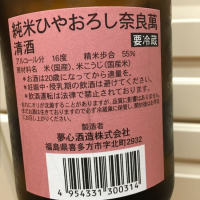 純米ひやおろし奈良萬
清酒
要冷蔵
アルコール分 16度 精米歩合 55%
原材料名 米(国産)、米こうじ(国産米)
●お酒は20歳になってから適量を。
●妊娠中・授乳期の飲酒は避けてください。
●飲酒運転は法律で禁止されています。
製造者
夢心酒造株式会社
福島県喜多方市字北町2932
4 954331 300314